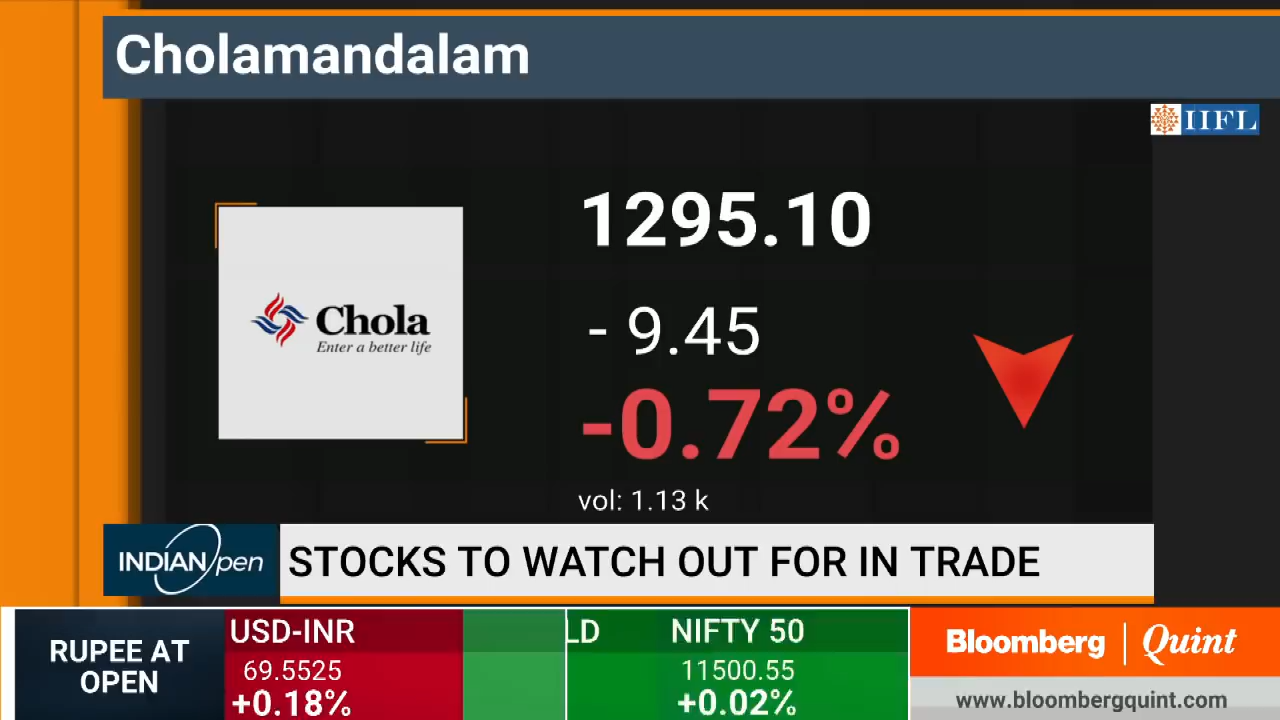 Cholamandalam
IIFL
1295.10
- 9.45
-0.72%
vol: 1.13 k
Chola
Enter a better life
INDIAN Open
STOCKS TO WATCH OUT FOR IN TRADE
RUPEE AT
OPEN
USD-INR
69.5525
+0.18%
LD
NIFTY 50
11500.55
+0.02%
Bloomberg | Quint
www.bloombergquint.com